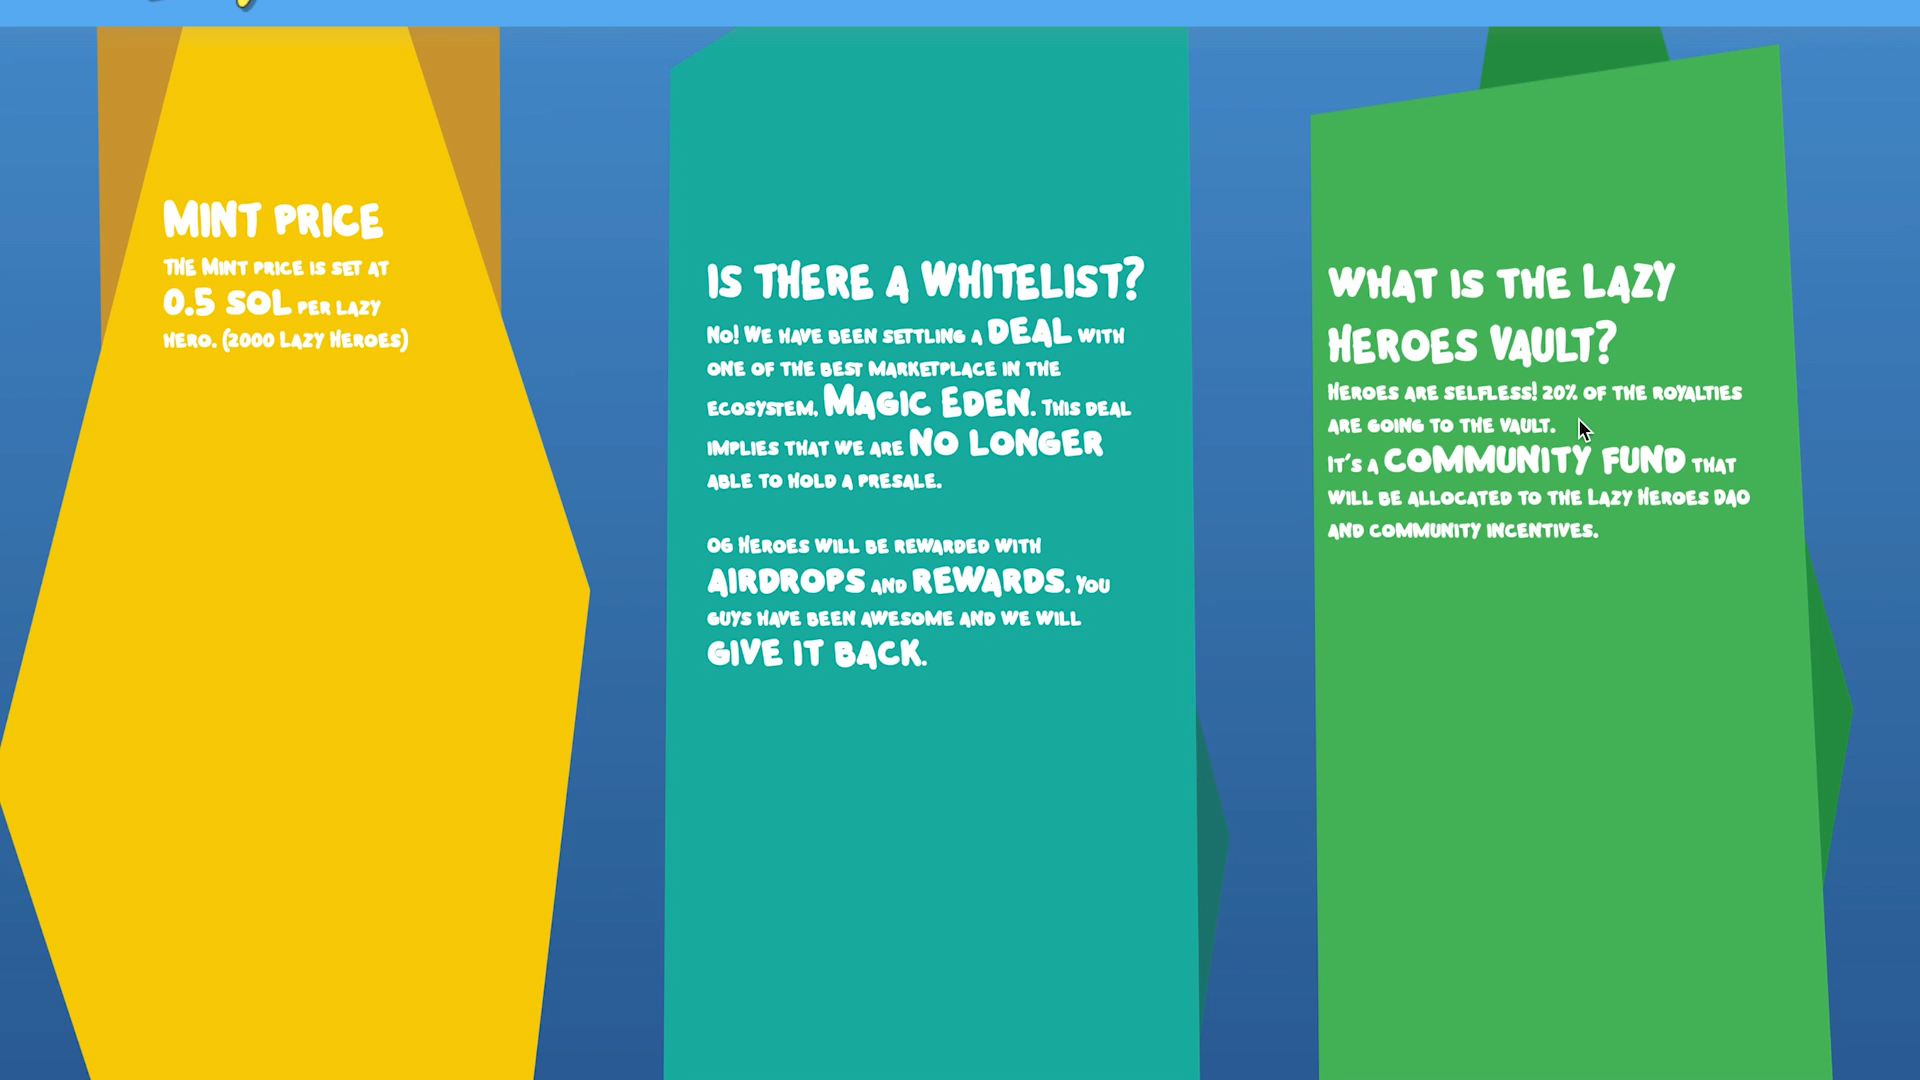 Mint price
the Mint price is set at
0.5 SOL per lazy
hero. (2000 Lazy Heroes)
Is there a Whitelist?
No! We have been settling a DEAL with
one of the best Marketplace in the
ecosystem, Magic Eden. This deal
implies that we are NO LONGER
able to hold a presale.
OG Heroes will be rewarded with
AIRDROPS and REWARDS. You
guys have been awesome and we will
GIVE IT BACK.
What is the Lazy
Heroes Vault?
Heroes are selfless! 20% of the royalties
are going to the vault.
It's a COMMUNITY FUND that
will be allocated to the Lazy Heroes DAO
and community incentives.